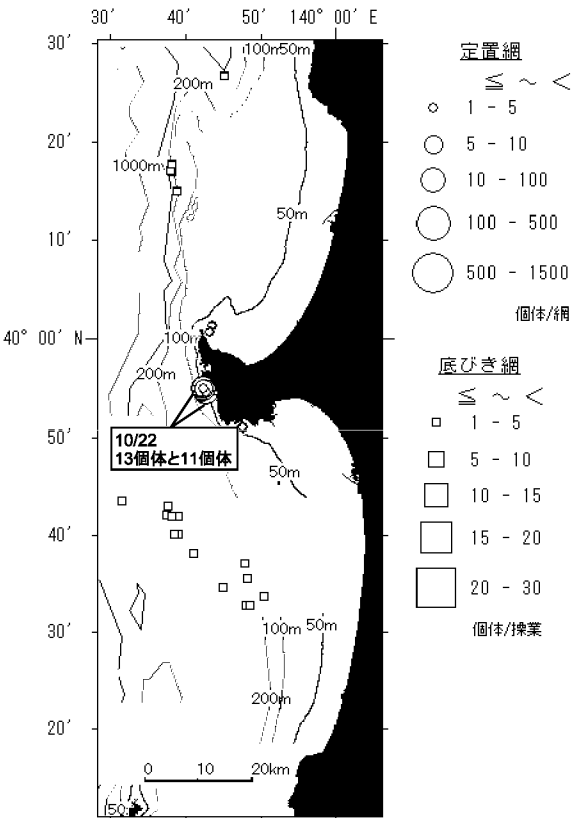 30′ 40′ 50′ 140° 00′ E
30′
20′
10′
40° 00′ N
50′
40′
30′
20′
100m 50m
200m
1000m
50m
100m
200m
10/22
13個体と11個体
50m
100m 50m
200m
0 10 20km
50
定置網
≦ ～ <
1 - 5
5 - 10
10 - 100
100 - 500
500 - 1500
個体/網
底びき網
≦ ～ <
1 - 5
5 - 10
10 - 15
15 - 20
20 - 30
個体/操業